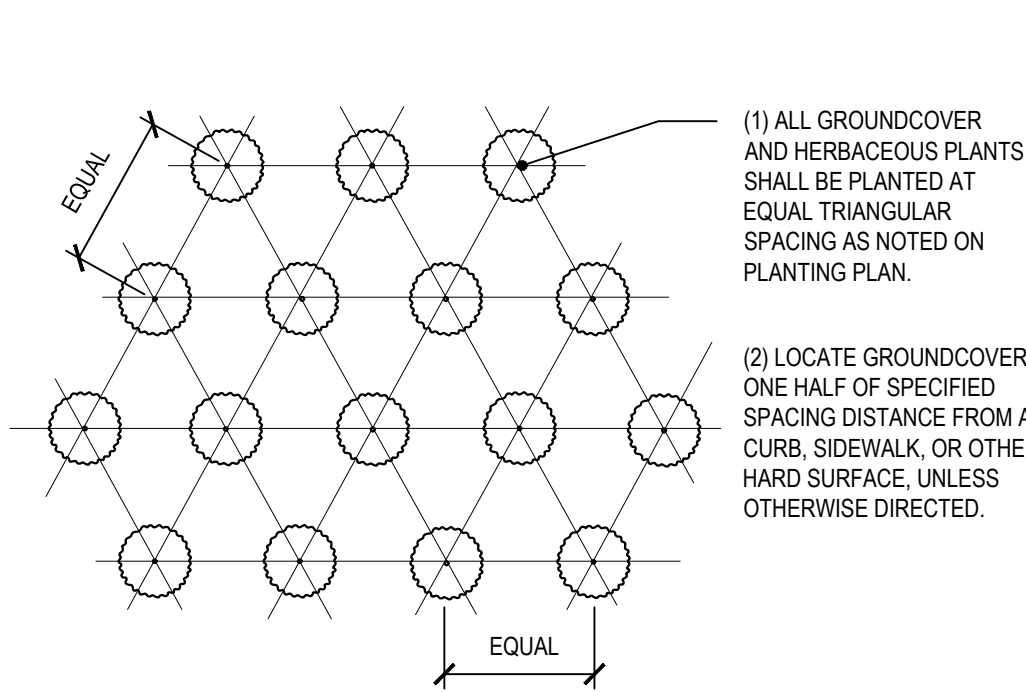 EQUAL
(1) ALL GROUNDCOVER
AND HERBACEOUS PLANTS
SHALL BE PLANTED AT
EQUAL TRIANGULAR
SPACING AS NOTED ON
PLANTING PLAN.
(2) LOCATE GROUNDCOVER
ONE HALF OF SPECIFIED
SPACING DISTANCE FROM A
CURB, SIDEWALK, OR
HARD SURFACE, UNLESS
OTHERWISE DIRECTED.
EQUAL